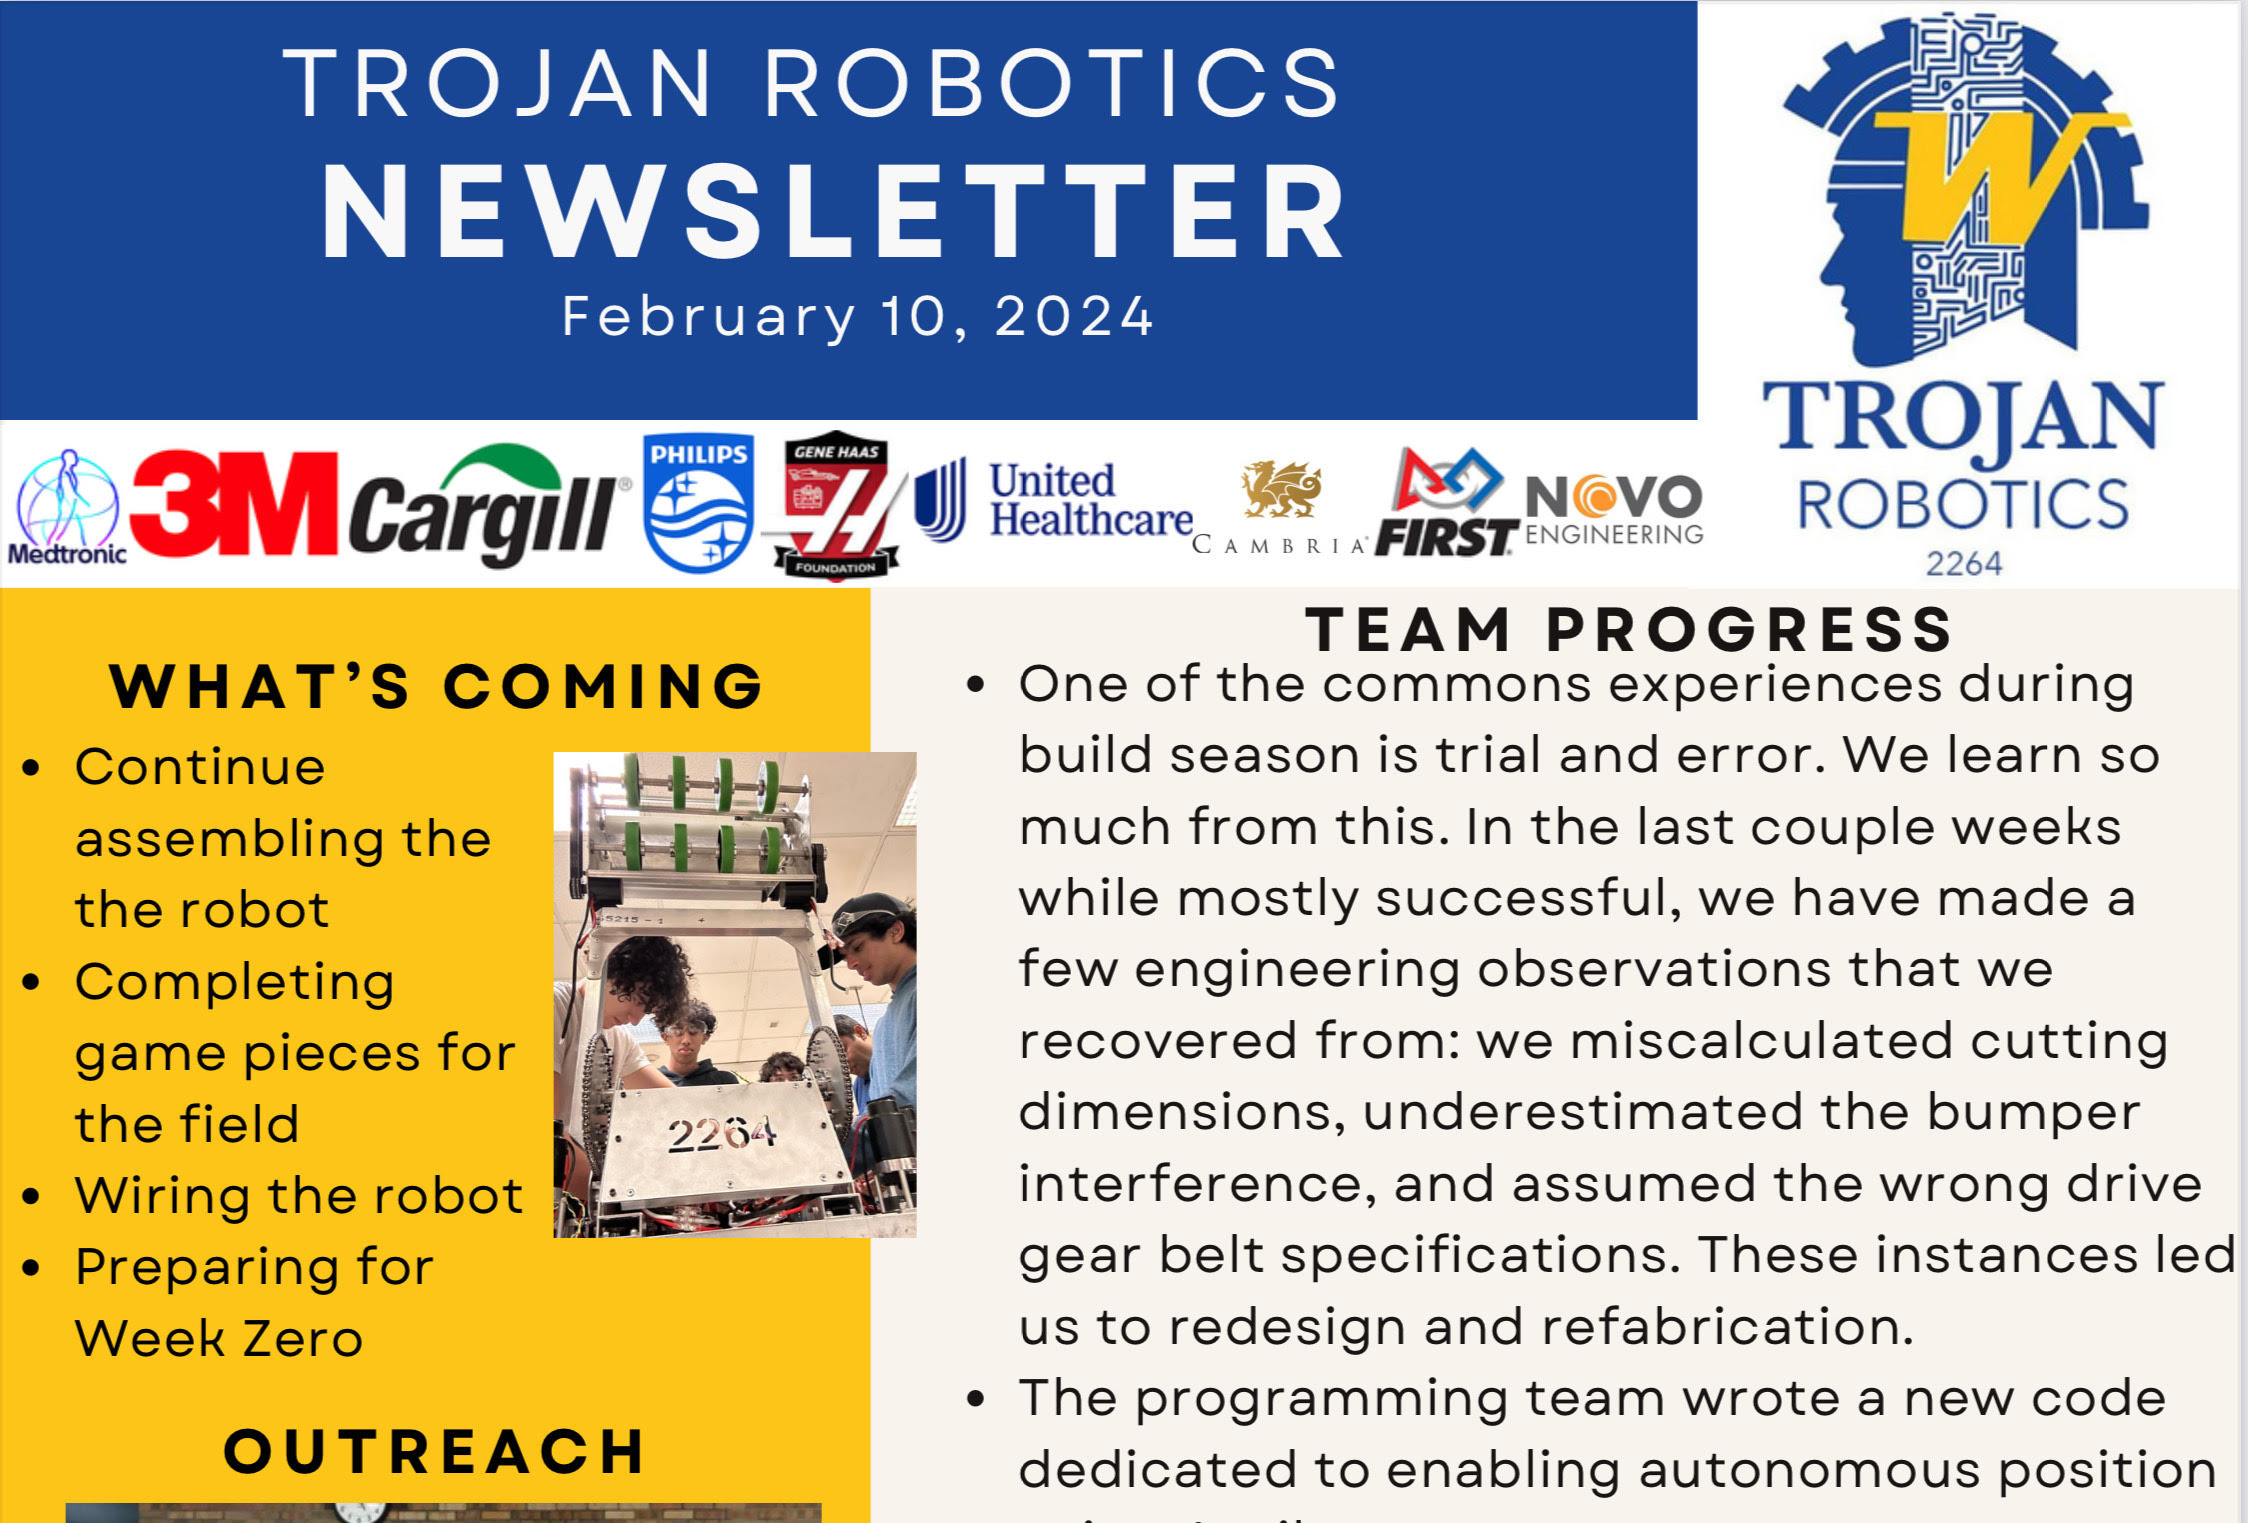 TROJAN ROBOTICS
NEWSLETTER
February 10, 2024
W
TROJAN
ROBOTICS
2264
Medtronic
3M
Cargill®
PHILIPS
GENE HAAS
H
FOUNDATION
United
Healthcare
CAMBRIA
FIRST
NOVO
ENGINEERING
WHAT'S COMING
• Continue
assembling the
the robot
• Completing
game pieces for
the field
• Wiring the robot
• Preparing for
Week Zero
65215 - 1 +
2264
OUTREACH
TEAM PROGRESS
• One of the commons experiences during
build season is trial and error. We learn so
much from this. In the last couple weeks
while mostly successful, we have made a
few engineering observations that we
recovered from: we miscalculated cutting
dimensions, underestimated the bumper
interference, and assumed the wrong drive
gear belt specifications. These instances led
us to redesign and refabrication.
• The programming team wrote a new code
dedicated to enabling autonomous position